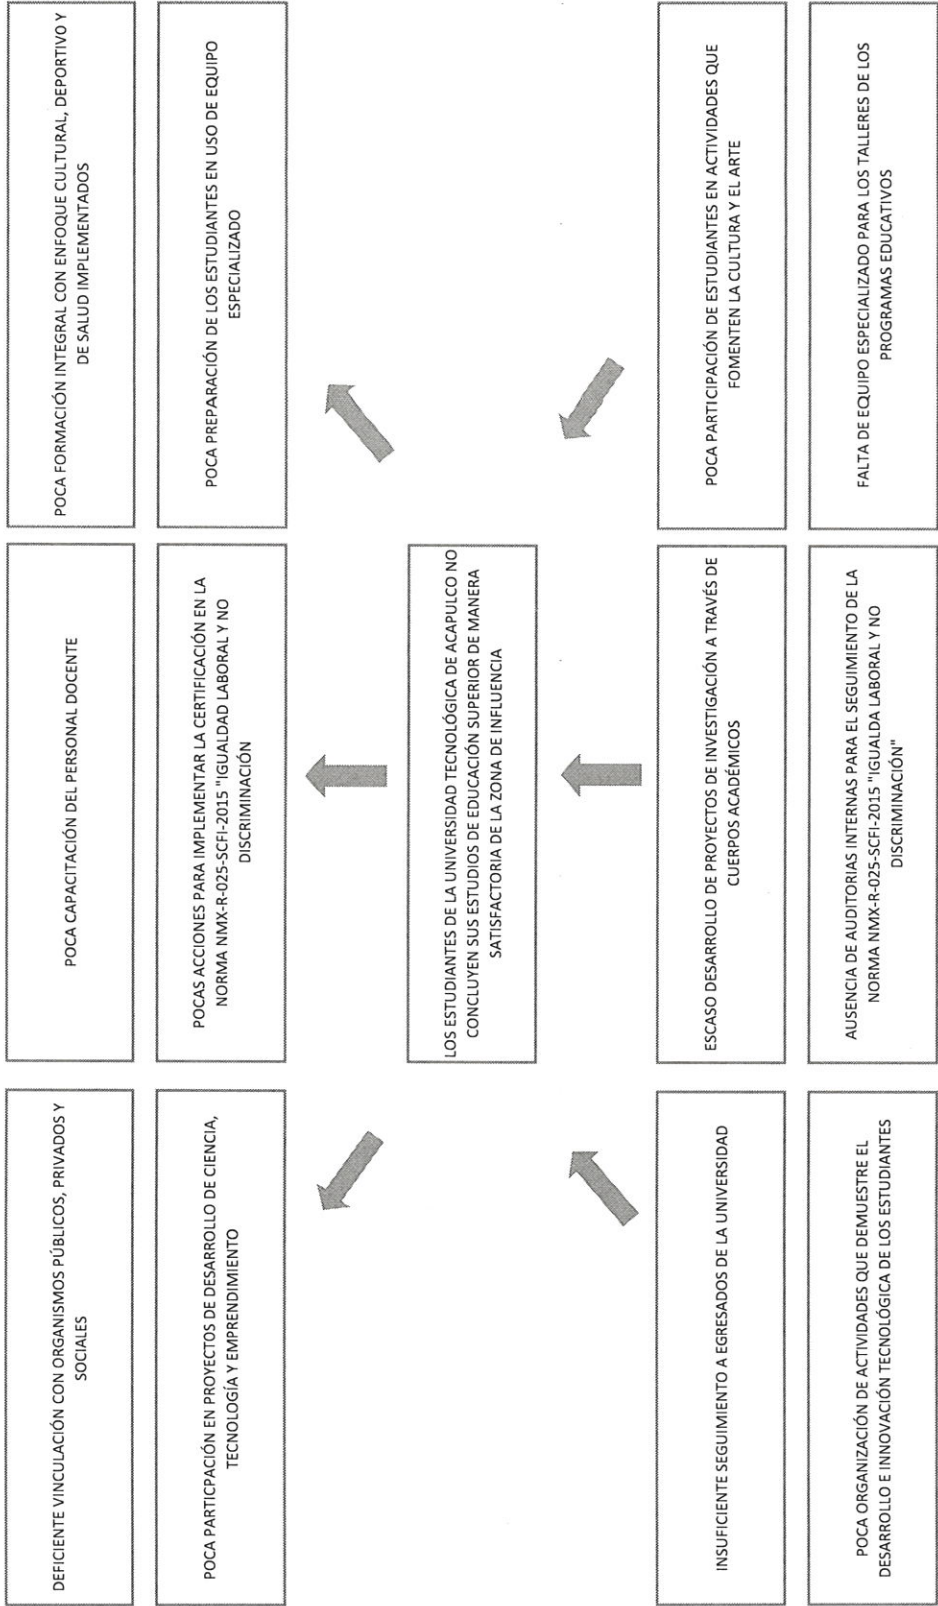 DEFICIENTE VINCULACIÓN CON ORGANISMOS PÚBLICOS, PRIVADOS Y
SOCIALES
POCA CAPACITACIÓN DEL PERSONAL DOCENTE
POCA FORMACIÓN INTEGRAL CON ENFOQUE CULTURAL, DEPORTIVO Y
DE SALUD IMPLEMENTADOS
POCA PARTICPACIÓN EN PROYECTOS DE DESARROLLO DE CIENCIA,
TECNOLOGÍA Y EMPRENDIMIENTO
POCAS ACCIONES PARA IMPLEMENTAR LA CERTIFICACIÓN EN LA
NORMA NMX-R-025-SCFI-2015 "IGUALDAD LABORAL Y NO
DISCRIMINACIÓN
POCA PREPARACIÓN DE LOS ESTUDIANTES EN USO DE EQUIPO
ESPECIALIZADO
LOS ESTUDIANTES DE LA UNIVERSIDAD TECNOLÓGICA DE ACAPULCO NO
CONCLUYEN SUS ESTUDIOS DE EDUCACIÓN SUPERIOR DE MANERA
SATISFACTORIA DE LA ZONA DE INFLUENCIA
INSUFICIENTE SEGUIMIENTO A EGRESADOS DE LA UNIVERSIDAD
ESCASO DESARROLLO DE PROYECTOS DE INVESTIGACIÓN A TRAVÉS DE
CUERPOS ACADÉMICOS
POCA PARTICIPACIÓN DE ESTUDIANTES EN ACTIVIDADES QUE
FOMENTEN LA CULTURA Y EL ARTE
POCA ORGANIZACIÓN DE ACTIVIDADES QUE DEMUESTRE EL
DESARROLLO E INNOVACIÓN TECNOLÓGICA DE LOS ESTUDIANTES
AUSENCIA DE AUDITORIAS INTERNAS PARA EL SEGUIMIENTO DE LA
NORMA NMX-R-025-SCFI-2015 "IGUALDA LABORAL Y NO
DISCRIMINACIÓN"
FALTA DE EQUIPO ESPECIALIZADO PARA LOS TALLERES DE LOS
PROGRAMAS EDUCATIVOS